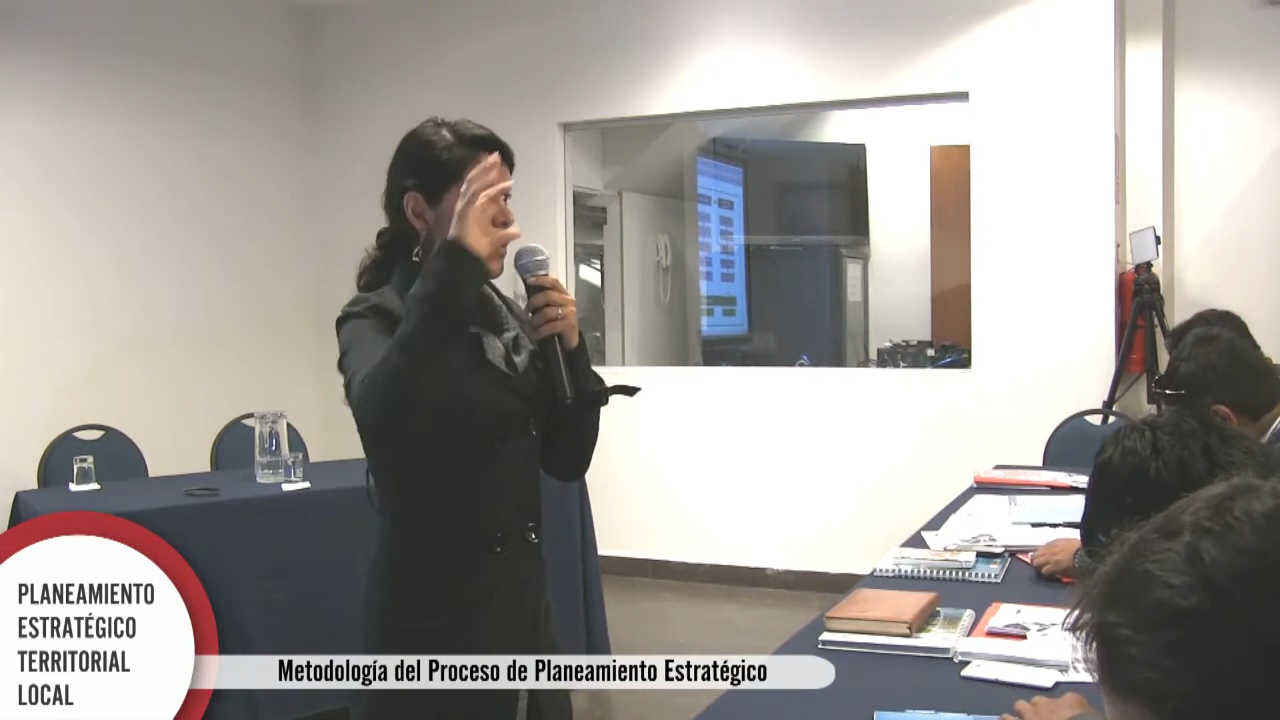 PLANEAMIENTO
ESTRATÉGICO
TERRITORIAL
LOCAL
Metodología del Proceso de Planeamiento Estratégico